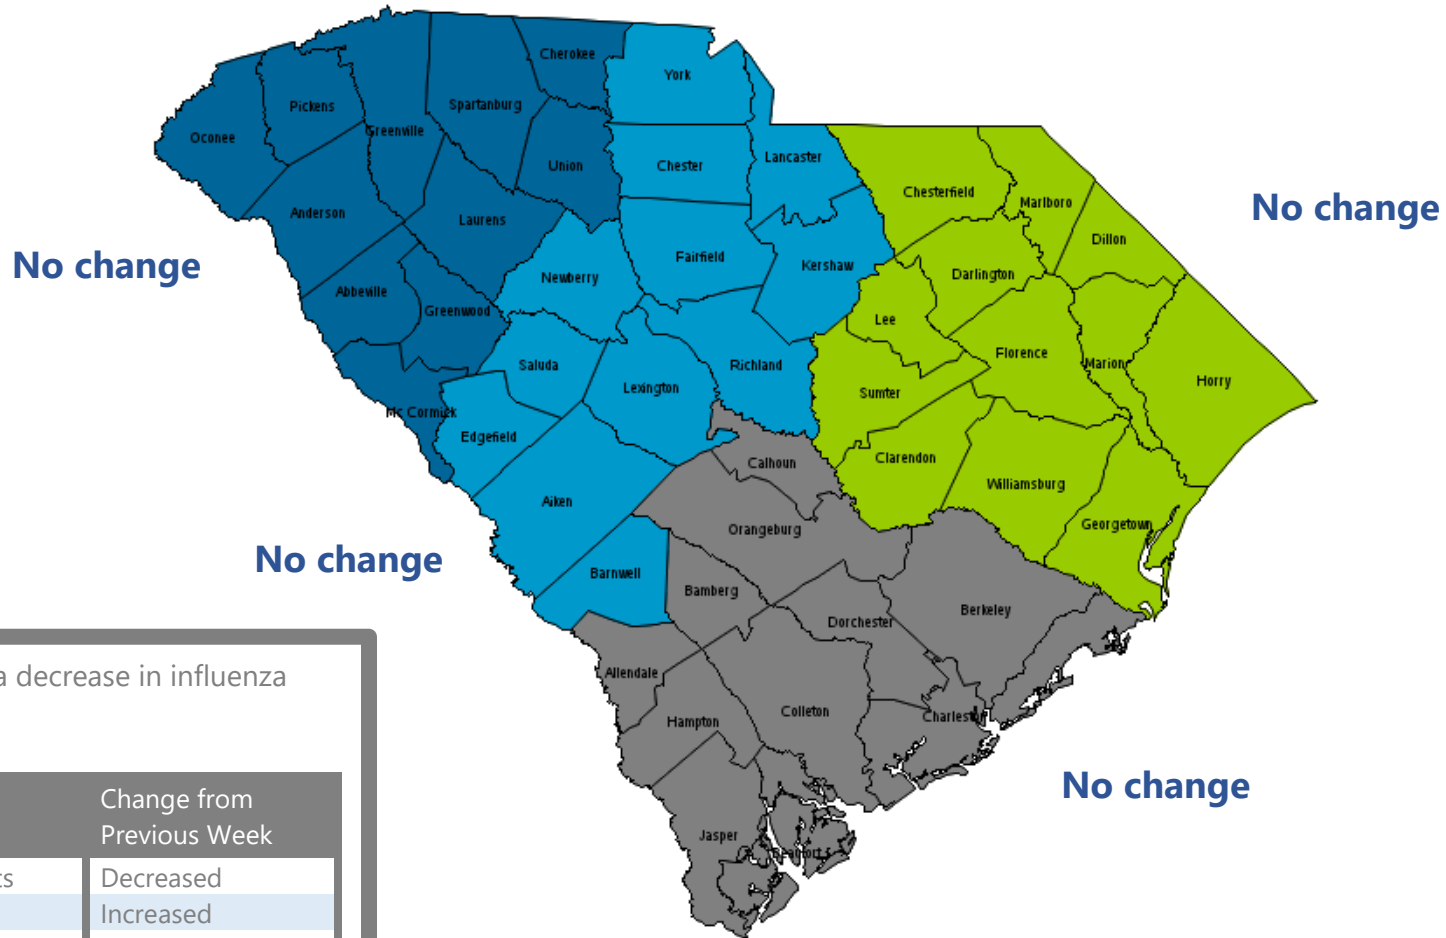 Cherokee
York
Pickens
Spartanburg
Oconee
Greenville
Union
Chester
Lancaster
Chesterfield
Marlboro
No change
Anderson
Laurens
Dillon
No change
Newberry
Fairfield
Kershaw
Darlington
Abbeville
Greenwood
Lee
Florence
Saluda
Richland
Marion
Horry
Lexington
Sumter
Mc Cormick
Edgefield
Calhoun
Clarendon
Williamsburg
Aiken
Orangeburg
Georgetown
No change
Barnwell
Bamberg
Berkeley
Dorchester
a decrease in influenza
Allendale
Hampton
Colleton
Charleston
No change
Change from
Previous Week
Jasper
Beaufort
ts
Decreased
Increased